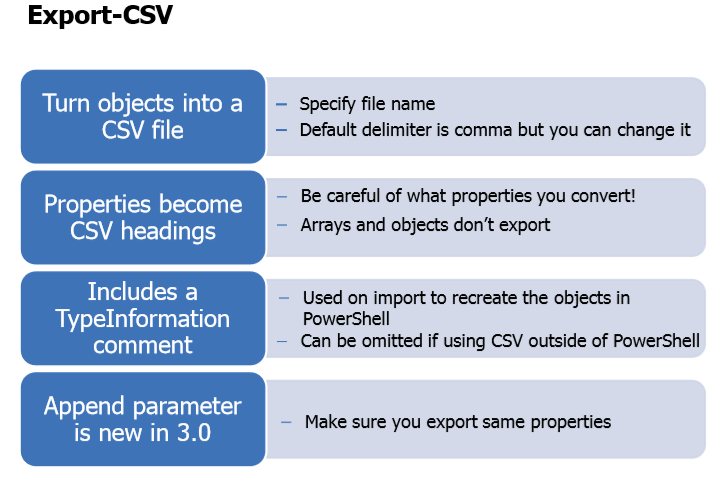 Export-CSV
Turn objects into a
CSV file
– Specify file name
– Default delimiter is comma but you can change it
Properties become
CSV headings
– Be careful of what properties you convert!
– Arrays and objects don’t export
Includes a
TypeInformation
comment
– Used on import to recreate the objects in
PowerShell
– Can be omitted if using CSV outside of PowerShell
Append parameter
is new in 3.0
– Make sure you export same properties